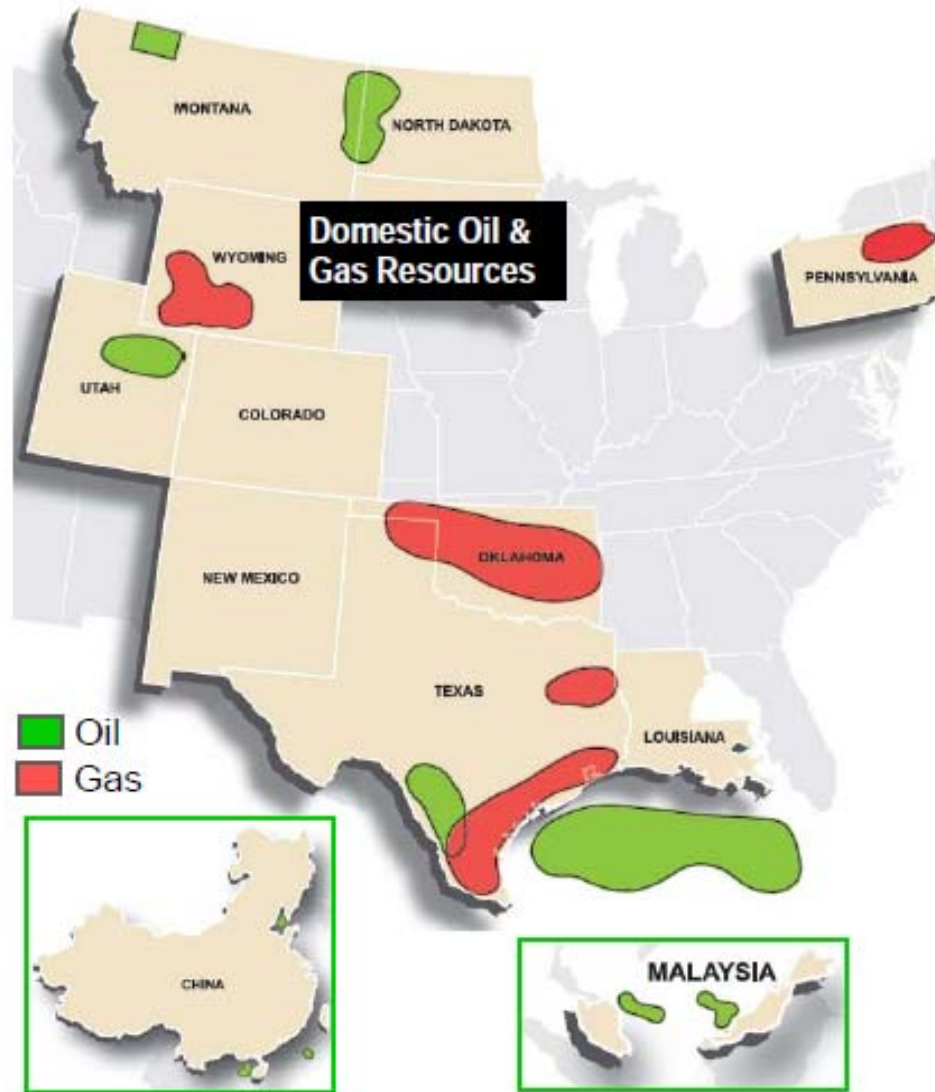 MONTANA
NORTH DAKOTA
Domestic Oil &
Gas Resources
WYOMING
PENNSYLVANIA
UTAH
COLORADO
OKLAHOMA
NEW MEXICO
TEXAS
LOUISIANA
Oil
Gas
CHINA
MALAYSIA